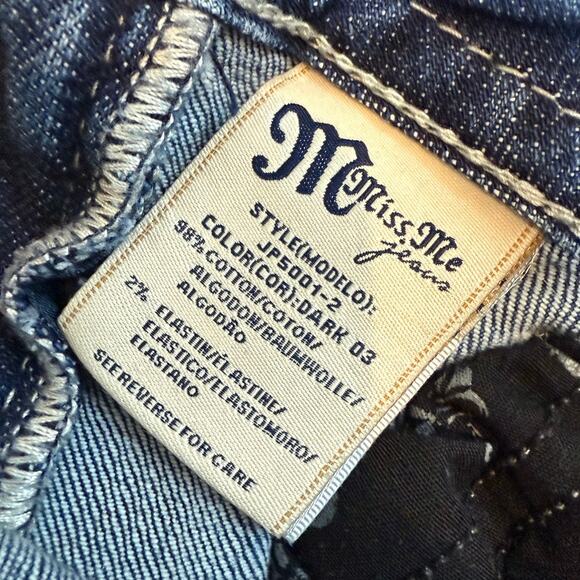 M
Miss Me
jeans
STYLE(MODELO):
JP5001-2
COLOR(COR):DARK 03
98% COTTON/COTON/
ALGODON/BAUMWOLLE/
ALGODÃO
2% ELASTIN/ÉLASTINE/
ELASTICO/ELASTOMORO/
ELASTANO
SEE REVERSE FOR CARE